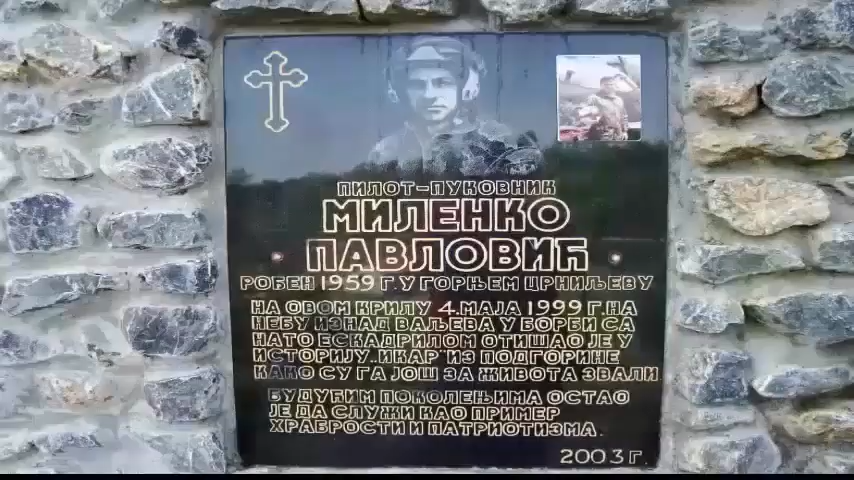 ПИЛОТ-ПУКОВНИК
МИЛЕНКО
ПАВЛОВИЋ
РОЂЕН 1959 Г. У ГОРЊЕМ ЦРНИЉЕВУ
НА ОВОМ КРИЛУ 4. МАЈА 1999 Г. НА
НЕБУ ИЗНАД ВАЉЕВА У БОРБИ СА
НАТО ЕСКАДРИЛОМ ОТИШАО ЈЕ У
ИСТОРИЈУ „ИКАР" ИЗ ПОДГОРИНЕ
КАКО СУ ГА ЈОШ ЗА ЖИВОТА ЗВАЛИ
БУДУЋИМ ПОКОЛЕЊИМА ОСТАО
ЈЕ ДА СЛУЖИ КАО ПРИМЕР
ХРАБРОСТИ И ПАТРИОТИЗМА.
2003 Г.